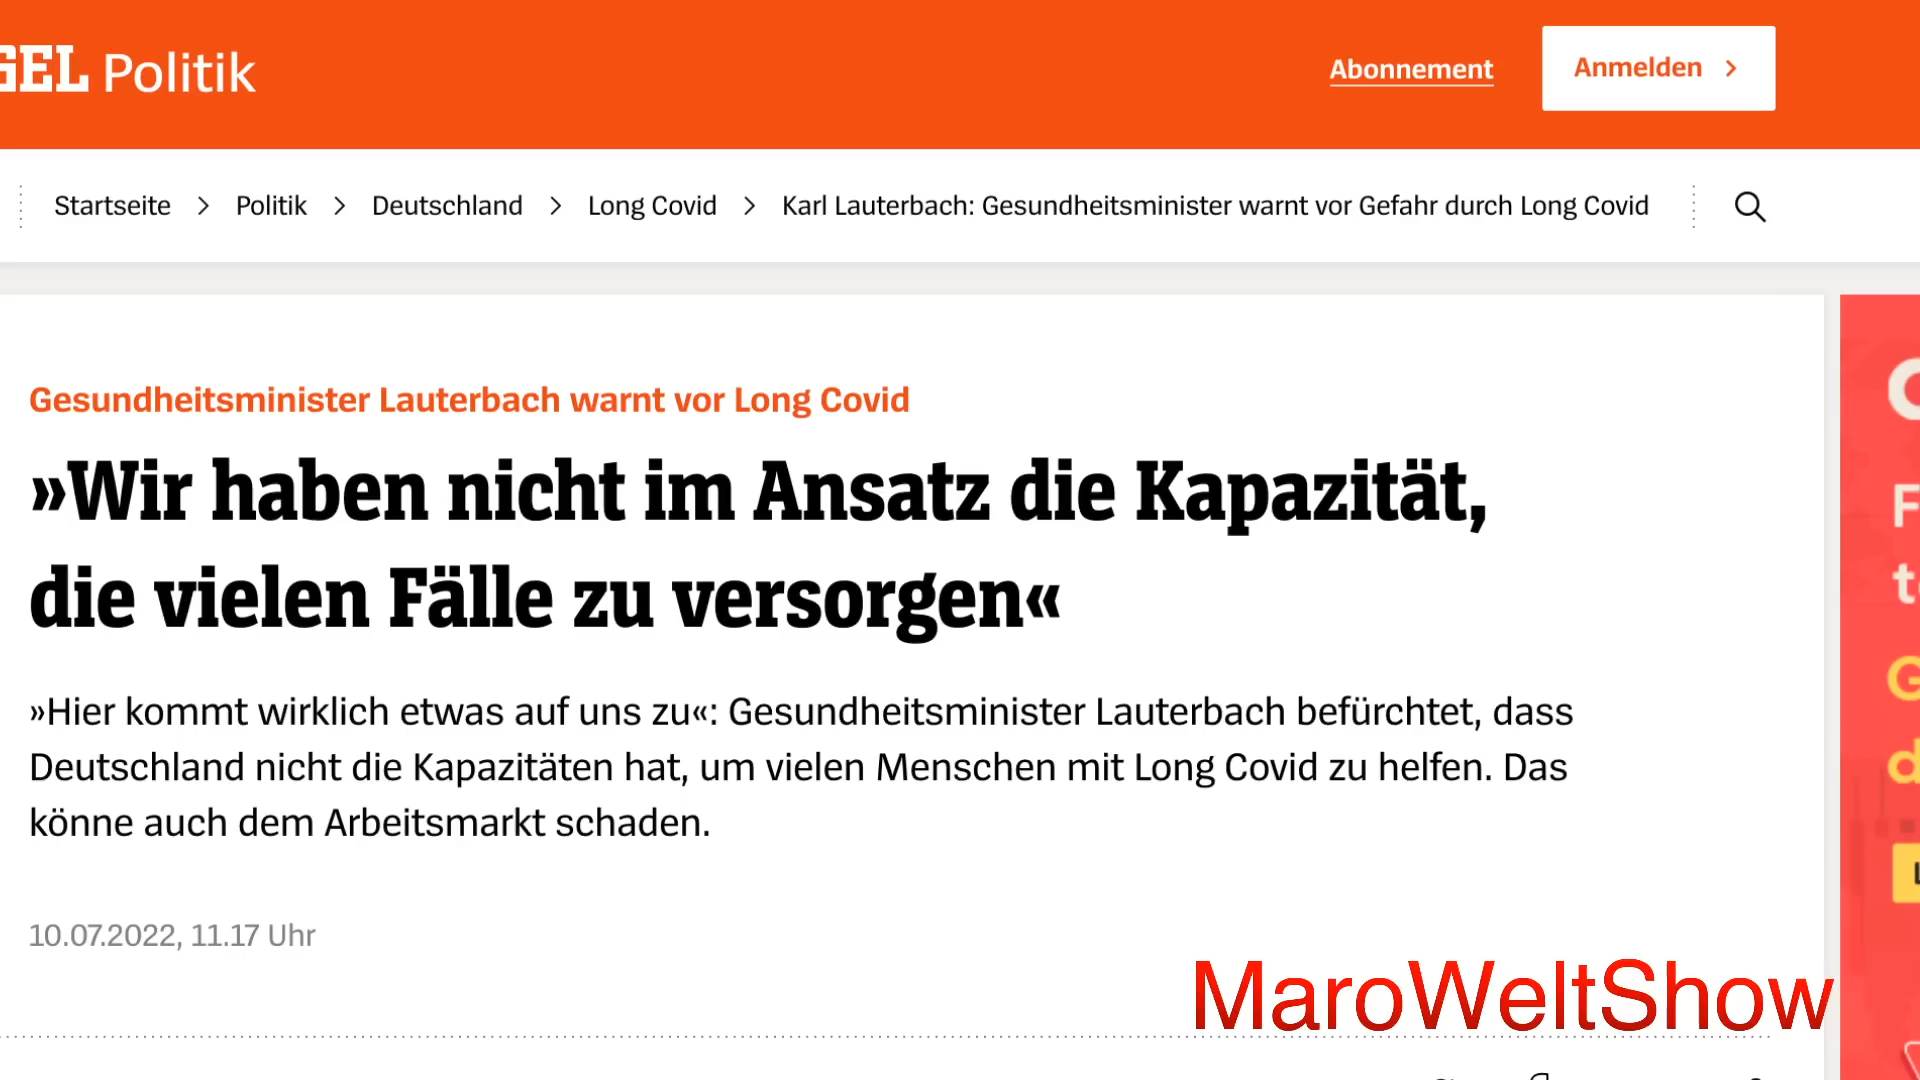 GEL Politik
Abonnement
Anmelden
Startseite > Politik > Deutschland > Long Covid > Karl Lauterbach: Gesundheitsminister warnt vor Gefahr durch Long Covid
Gesundheitsminister Lauterbach warnt vor Long Covid
»Wir haben nicht im Ansatz die Kapazität,
die vielen Fälle zu versorgen«
»Hier kommt wirklich etwas auf uns zu«: Gesundheitsminister Lauterbach befürchtet, dass
Deutschland nicht die Kapazitäten hat, um vielen Menschen mit Long Covid zu helfen. Das
könne auch dem Arbeitsmarkt schaden.
10.07.2022, 11.17 Uhr
MaroWeltShow